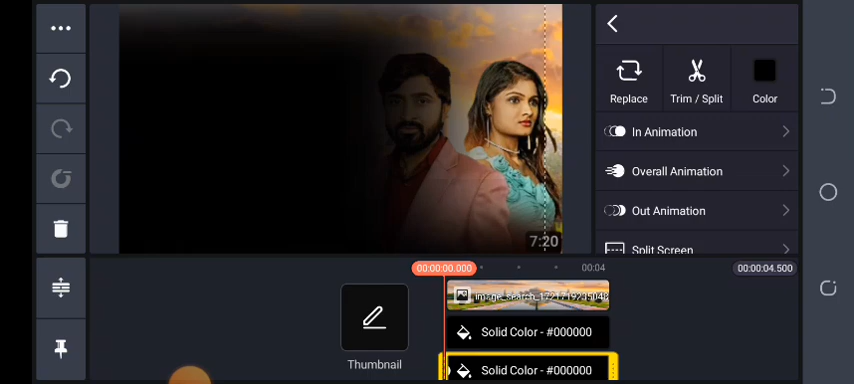 Replace
Trim / Split
Color
In Animation
Overall Animation
Out Animation
Split Screen
7:20
00:00:00.000
00:04
00:00:04.500
Solid Color - #000000
Thumbnail
Solid Color - #000000